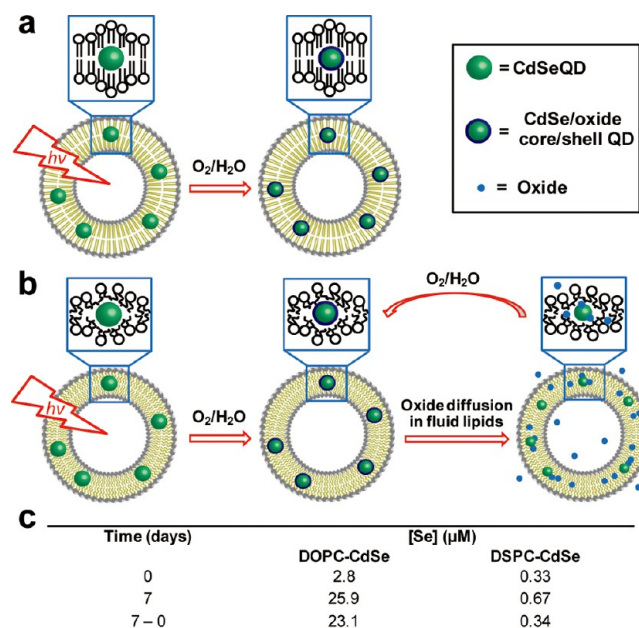 a
= CdSeQD
= CdSe/oxide
core/shell QD
= Oxide
hν
O₂/H₂O
b
O₂/H₂O
hν
O₂/H₂O
Oxide diffusion
in fluid lipids
c
Time (days) [Se] (μM)
DOPC-CdSe DSPC-CdSe
0 2.8 0.33
7 25.9 0.67
7 – 0 23.1 0.34